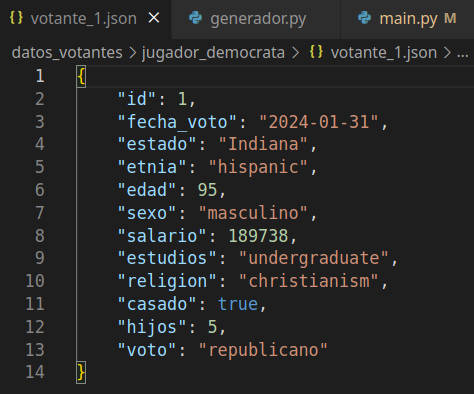 {} votante_1.json × generador.py main.py M
datos_votantes > jugador_democrata > {} votante_1.json > ...
1 {
2 "id": 1,
3 "fecha_voto": "2024-01-31",
4 "estado": "Indiana",
5 "etnia": "hispanic",
6 "edad": 95,
7 "sexo": "masculino",
8 "salario": 189738,
9 "estudios": "undergraduate",
10 "religion": "christianism",
11 "casado": true,
12 "hijos": 5,
13 "voto": "republicano"
14 }